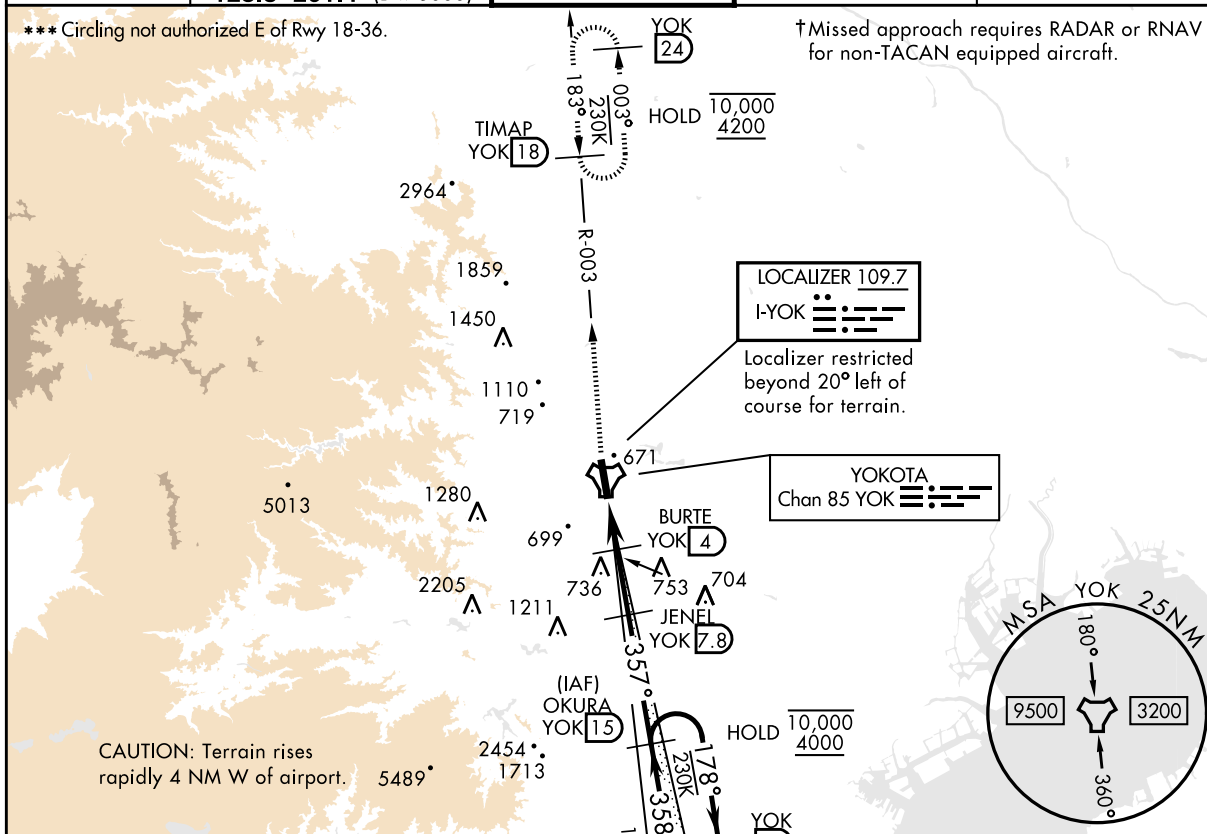 *** Circling not authorized E of Rwy 18-36.
†Missed approach requires RADAR or RNAV
for non-TACAN equipped aircraft.
YOK
24
183°
230K
003°
HOLD 10,000
4200
TIMAP
YOK 18
2964
R-003
1859
1450
1110
719
LOCALIZER 109.7
I-YOK
Localizer restricted
beyond 20° left of
course for terrain.
671
YOKOTA
Chan 85 YOK
5013
1280
699
BURTE
YOK 4
736
753
704
2205
1211
JENEL
YOK 7.8
357°
(IAF)
OKURA
YOK 15
HOLD 10,000
4000
178°
230K
358
2454
1713
5489
CAUTION: Terrain rises
rapidly 4 NM W of airport.
YOK
MSA YOK 25NM
180°
9500
3200
360°